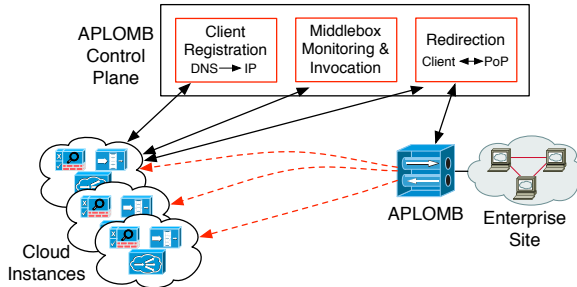 APLOMB
Control
Plane
Client
Registration
DNS IP
Middlebox
Monitoring &
Invocation
Redirection
Client PoP
APLOMB
Enterprise
Site
Cloud
Instances